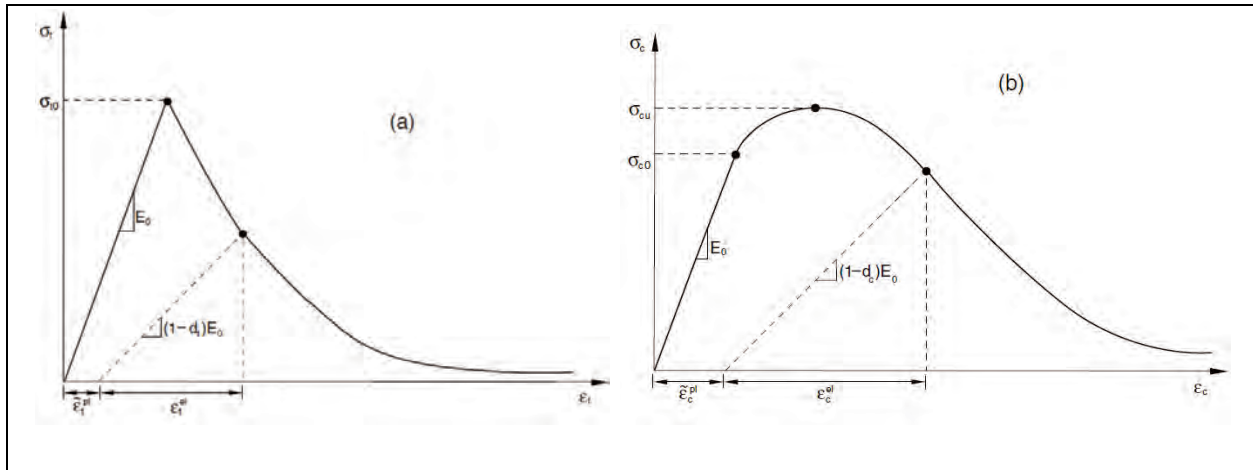 σt
σt0
(a)
E0
(1-dt)E0
ε̃t^pl
εt^el
εt
σc
(b)
σcu
σc0
E0
(1-dc)E0
ε̃c^pl
εc^el
εc